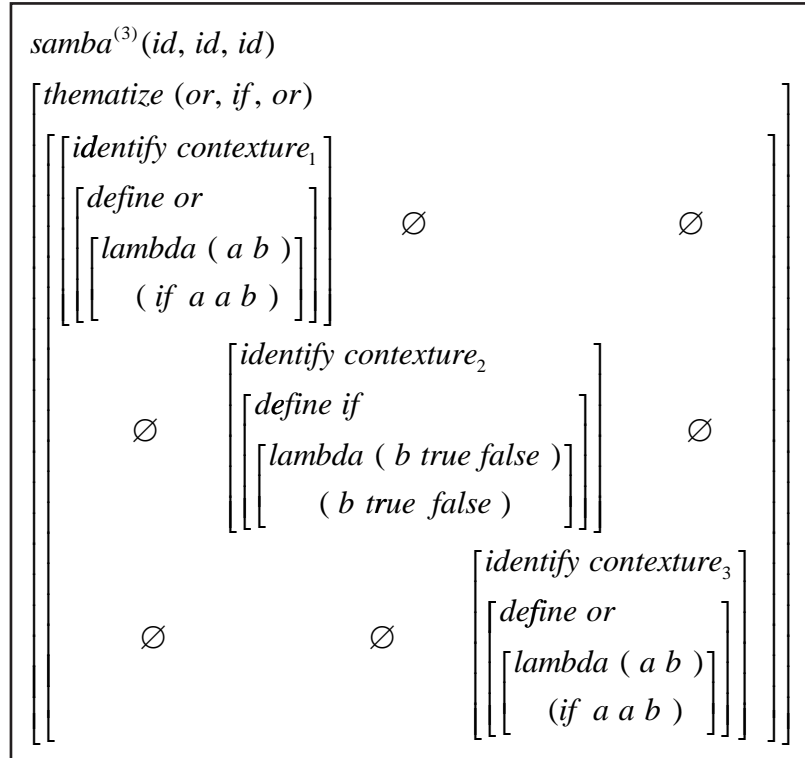 samba⁽³⁾(id, id, id)
thematize (or, if, or)
identify contexture₁
define or
∅ ∅
lambda ( a b )
( if a a b )
identify contexture₂
define if
∅ ∅
lambda ( b true false )
( b true false )
identify contexture₃
define or
∅ ∅
lambda ( a b )
(if a a b )